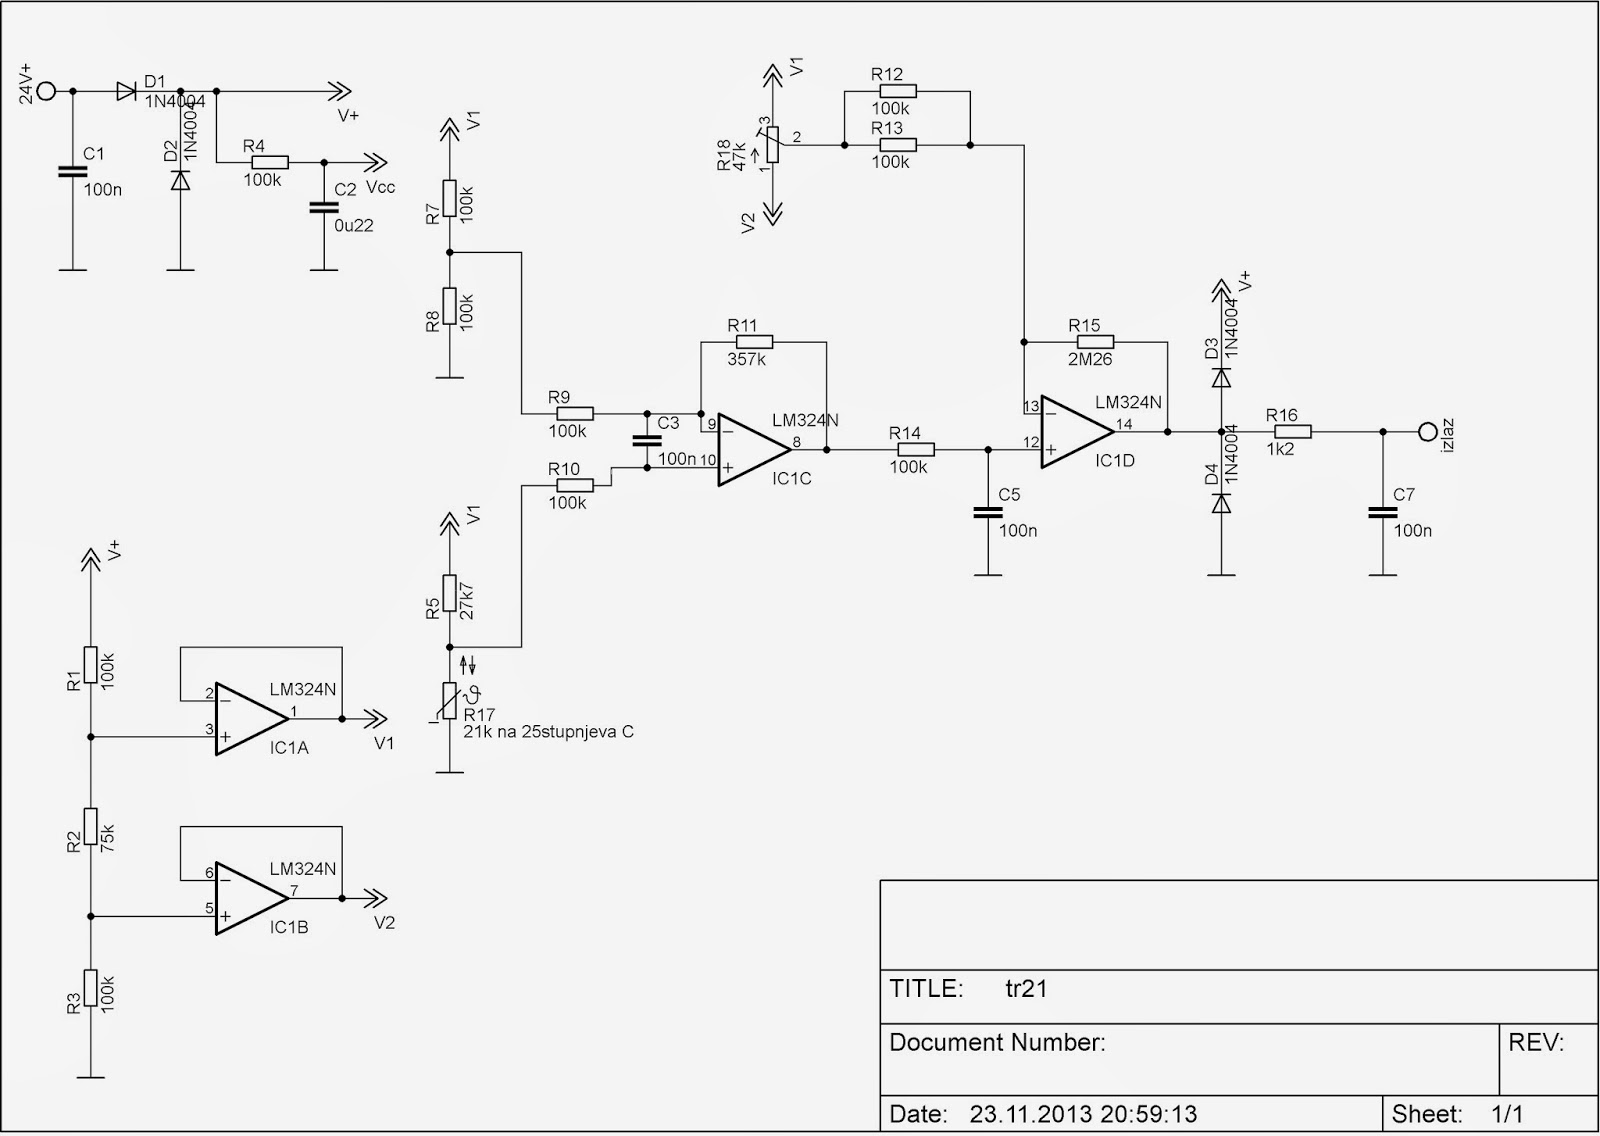 24V+
D1
1N4004
D2
1N4004
V+
C1
100n
R4
100k
Vcc
C2
0u22
V1
R7
100k
R8
100k
V1
3
R18
47k
2
1
V2
R12
100k
R13
100k
R9
100k
C3
100n
R10
100k
R11
357k
LM324N
9
10
8
IC1C
R14
100k
C5
100n
R15
2M26
LM324N
13
12
14
IC1D
V+
D3
1N4004
D4
1N4004
R16
1k2
izlaz
C7
100n
V1
R5
27k7
R17
21k na 25stupnjeva C
V+
R1
100k
R2
75k
R3
100k
LM324N
2
3
1
IC1A
V1
LM324N
6
5
7
IC1B
V2
TITLE: tr21
Document Number:
REV:
Date: 23.11.2013 20:59:13
Sheet: 1/1